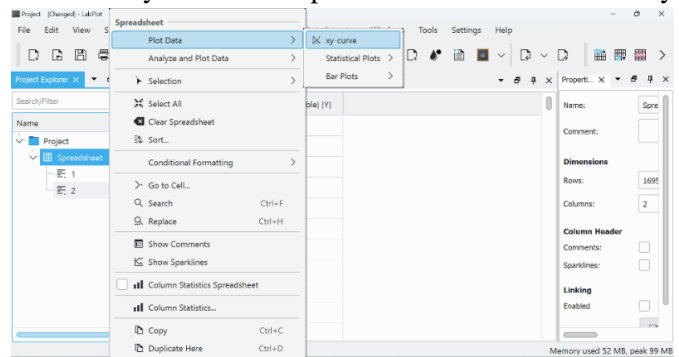 Project [Changed] - LabPlot
File Edit View
Tools Settings Help
Spreadsheet
Plot Data
Analyze and Plot Data
Selection
Select All
Clear Spreadsheet
Sort...
Conditional Formatting
Go to Cell...
Search Ctrl+F
Replace Ctrl+H
Show Comments
Show Sparklines
Column Statistics Spreadsheet
Column Statistics...
Copy Ctrl+C
Duplicate Here Ctrl+D
xy-curve
Statistical Plots
Bar Plots
Project Explorer
Search/Filter
Name
Project
Spreadsheet
1
2
ble| {Y}
Properti...
Name: Spre
Comment:
Dimensions
Rows: 1695
Columns: 2
Column Header
Comments:
Sparklines:
Linking
Enabled
Memory used 52 MB, peak 99 MB